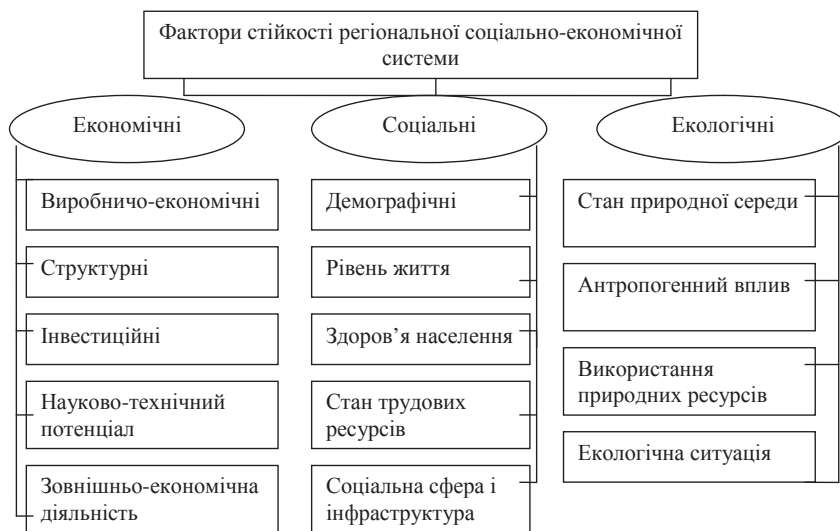 Фактори стійкості регіональної соціально-економічної
системи
Економічні
Соціальні
Екологічні
Виробничо-економічні
Структурні
Інвестиційні
Науково-технічний
потенціал
Зовнішньо-економічна
діяльність
Демографічні
Рівень життя
Здоров’я населення
Стан трудових
ресурсів
Соціальна сфера і
інфраструктура
Стан природної середи
Антропогенний вплив
Використання
природних ресурсів
Екологічна ситуація